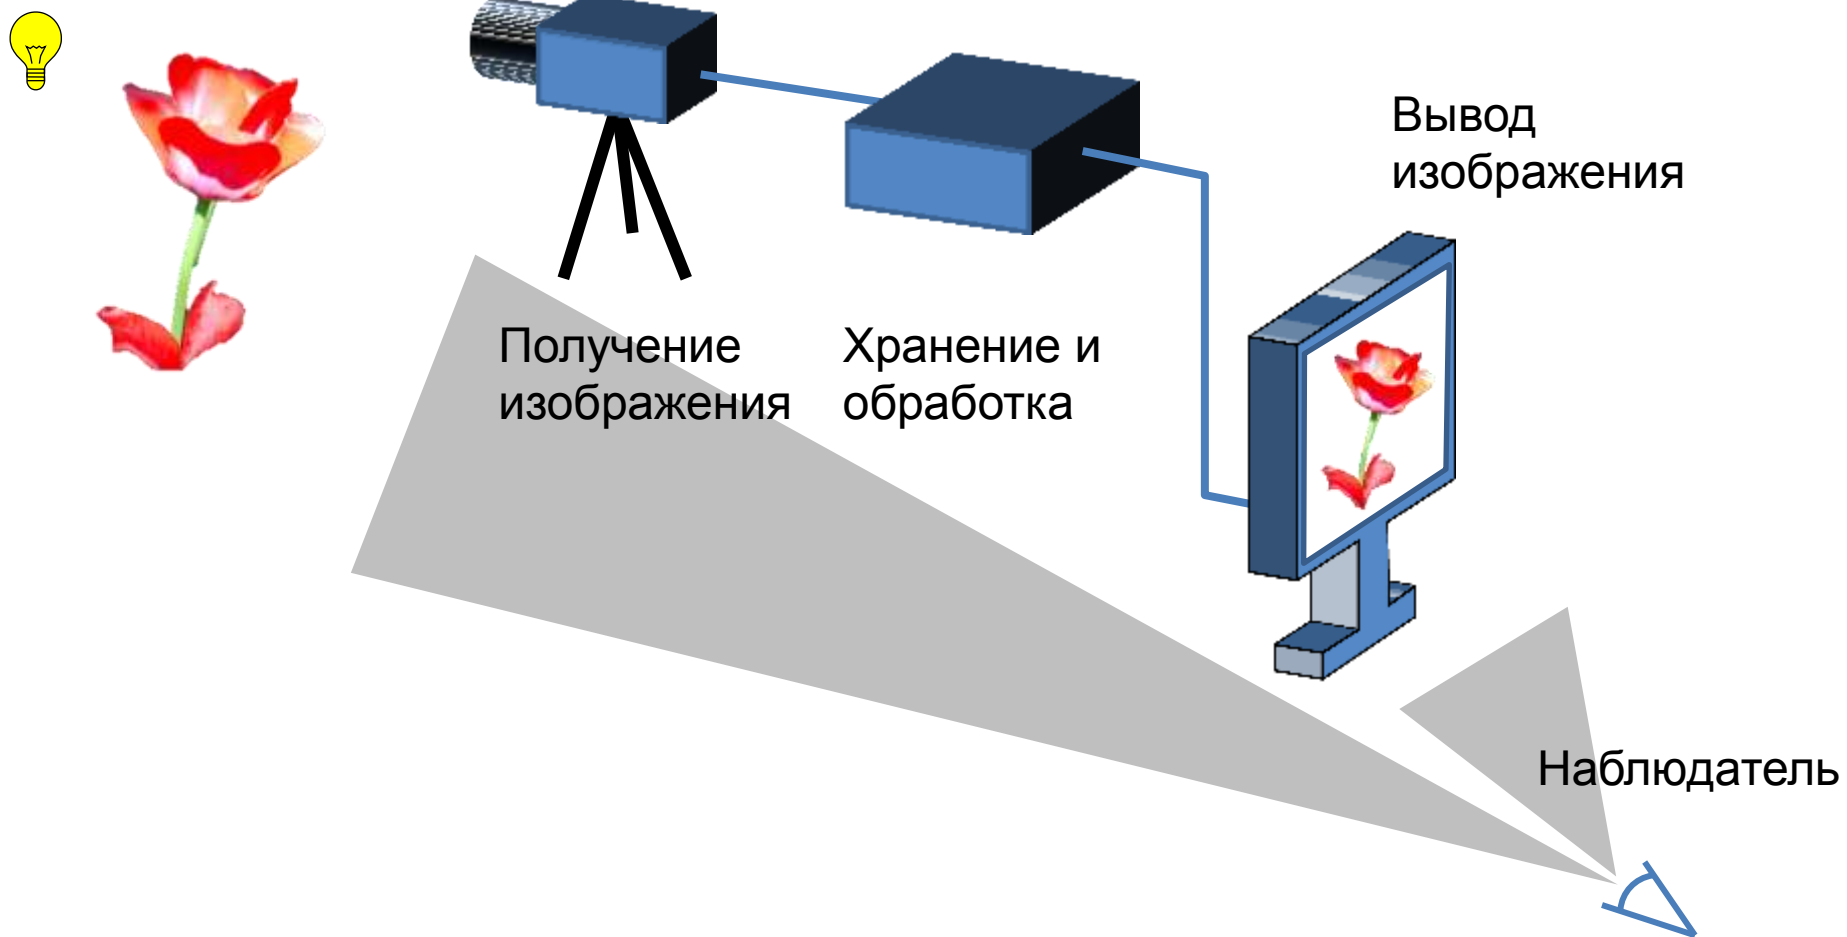 Вывод
изображения
Получение
изображения
Хранение и
обработка
Наблюдатель